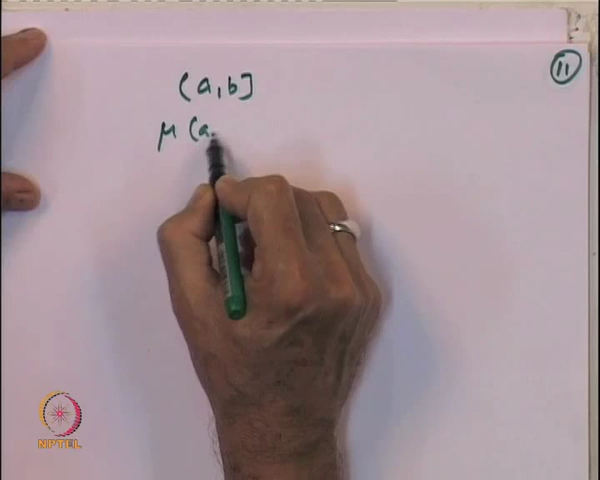 11
(a, b]
μ (a,
NPTEL